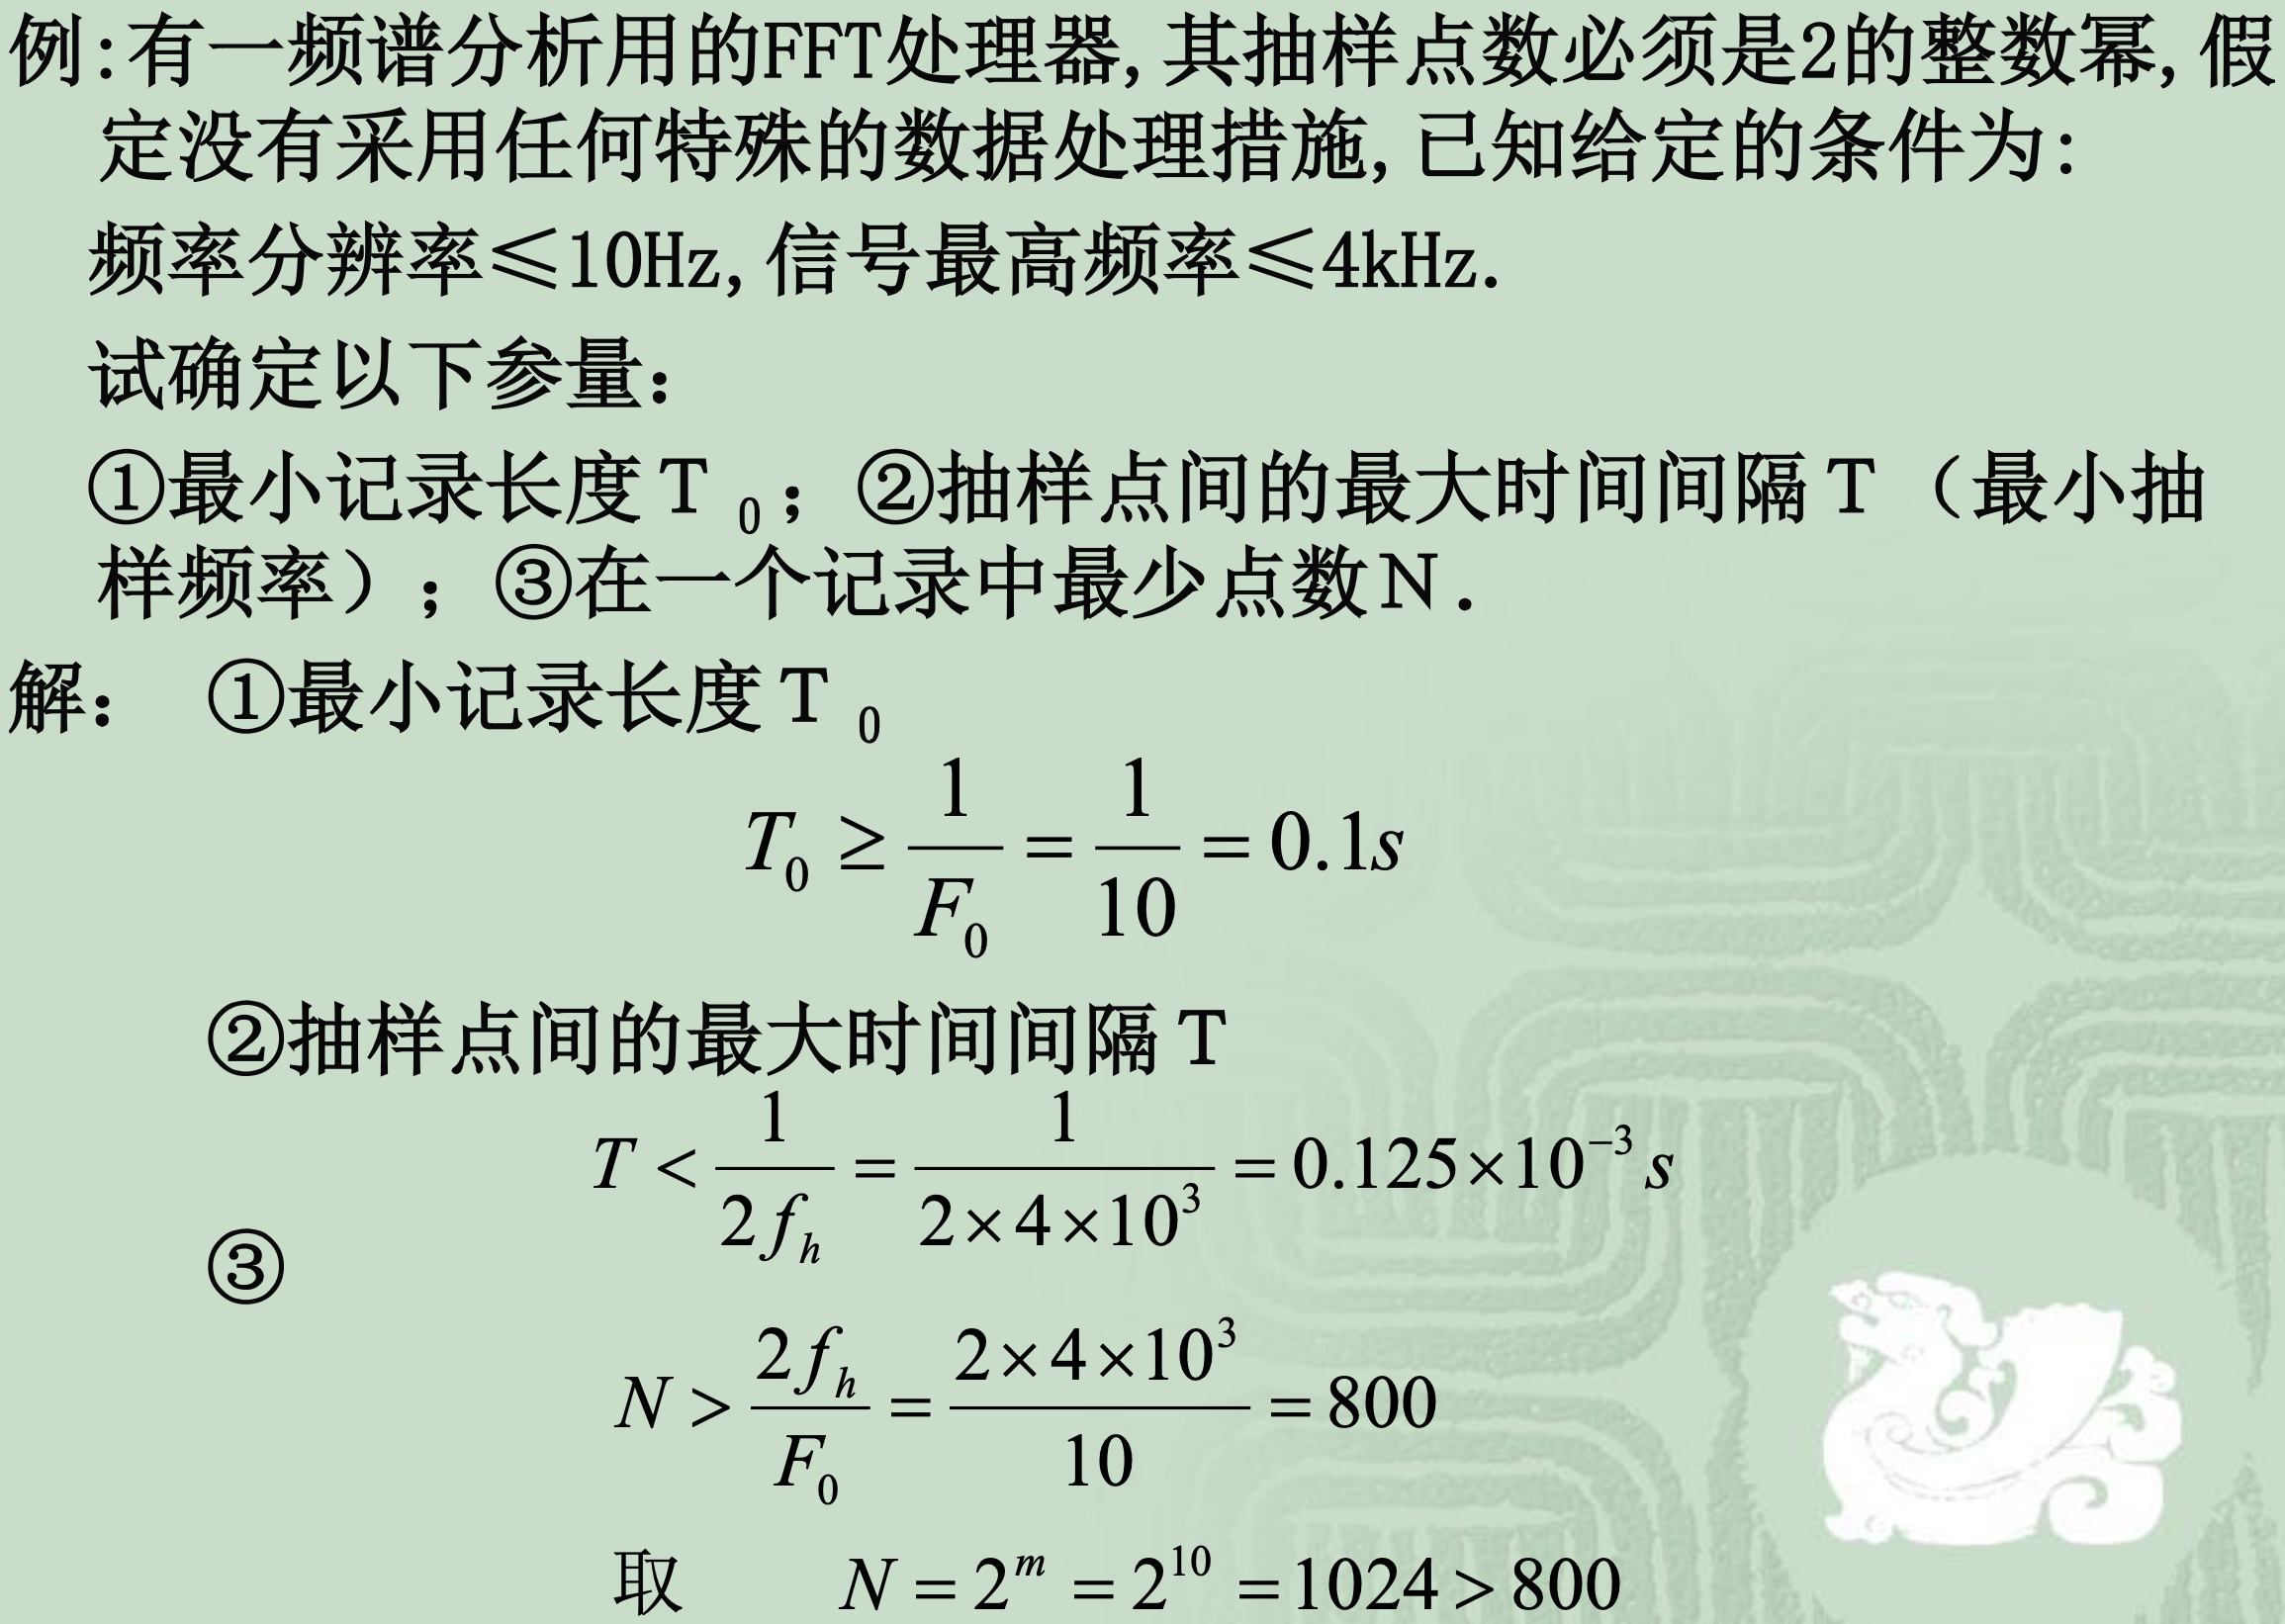 例:有一频谱分析用的FFT处理器,其抽样点数必须是2的整数幂,假
定没有采用任何特殊的数据处理措施,已知给定的条件为:
频率分辨率≤10Hz,信号最高频率≤4kHz.
试确定以下参量：
①最小记录长度T₀；②抽样点间的最大时间间隔T（最小抽
样频率）；③在一个记录中最少点数N．
解： ①最小记录长度T₀
T₀ ≥ 1/F₀ = 1/10 = 0.1s
②抽样点间的最大时间间隔T
T < 1/(2f_h) = 1/(2×4×10³) = 0.125×10⁻³ s
③
N > 2f_h/F₀ = (2×4×10³)/10 = 800
取 N = 2^m = 2¹⁰ = 1024 > 800